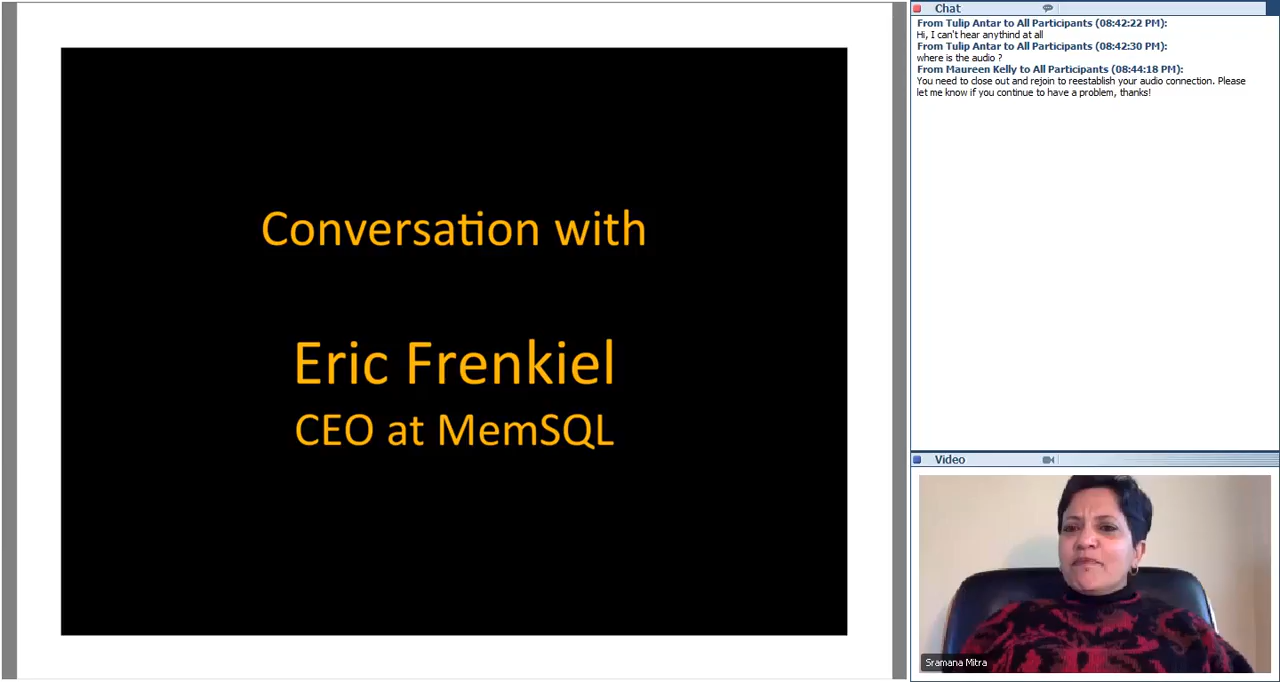 Conversation with
Eric Frenkiel
CEO at MemSQL
Chat
From Tulip Antar to All Participants (08:42:22 PM):
Hi, I can't hear anythind at all
From Tulip Antar to All Participants (08:42:30 PM):
where is the audio ?
From Maureen Kelly to All Participants (08:44:18 PM):
You need to close out and rejoin to reestablish your audio connection. Please
let me know if you continue to have a problem, thanks!
Video
Sramana Mitra